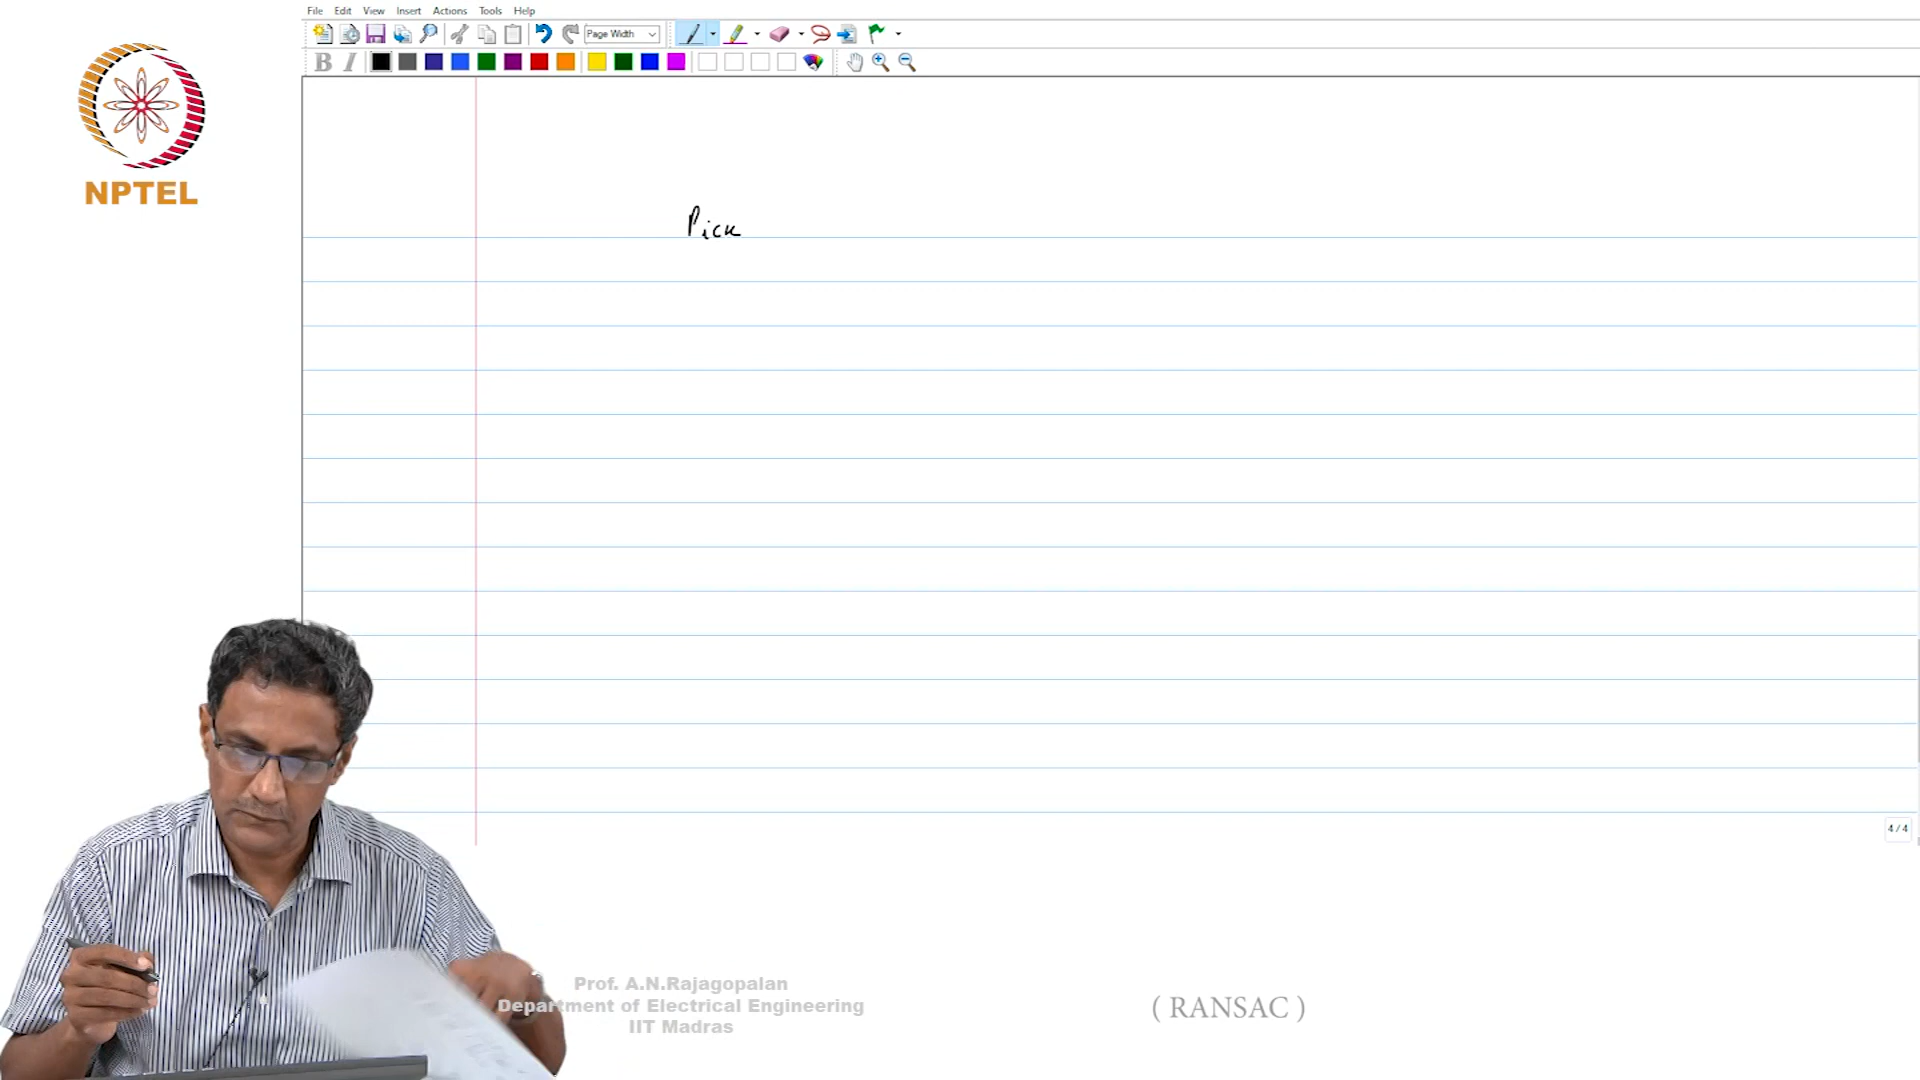 File Edit View Insert Actions Tools Help
Page Width
B I
NPTEL
Pick
4/4
Prof. A.N.Rajagopalan
Department of Electrical Engineering
IIT Madras
( RANSAC )